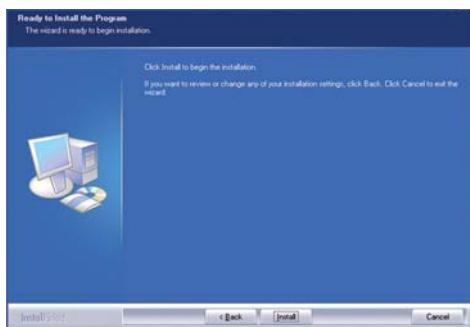 Ready to Install the Program
The wizard is ready to begin installation.
Click Install to begin the installation.
If you want to review or change any of your installation settings, click Back. Click Cancel to exit the
wizard.
InstallShield
< Back
Install
Cancel